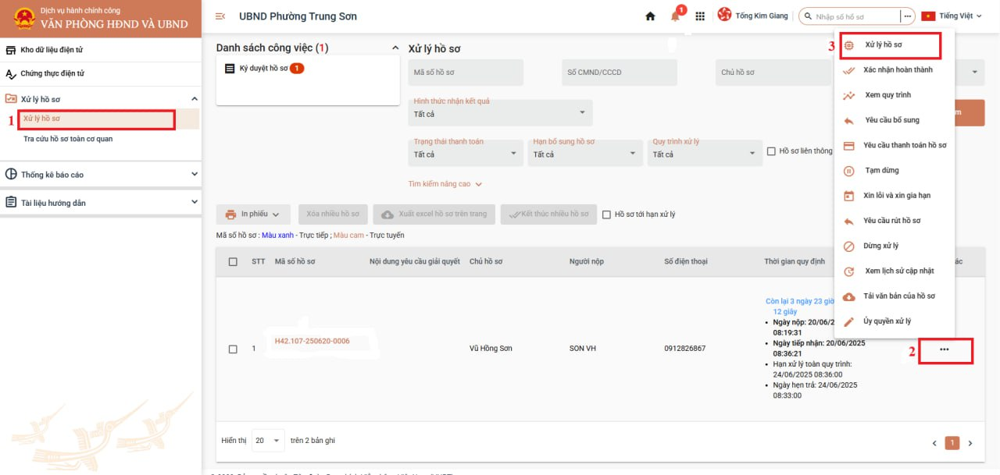 Dịch vụ hành chính công
VĂN PHÒNG HĐND VÀ UBND
Kho dữ liệu điện tử
Chứng thực điện tử
Xử lý hồ sơ
1
Xử lý hồ sơ
Tra cứu hồ sơ toàn cơ quan
Thống kê báo cáo
Tài liệu hướng dẫn
UBND Phường Trung Sơn
1
Tống Kim Giang
Nhập số hồ sơ
Tiếng Việt
Danh sách công việc (1)
Ký duyệt hồ sơ 1
Xử lý hồ sơ
Mã số hồ sơ
Số CMND/CCCD
Chủ hồ sơ
Hình thức nhận kết quả
Tất cả
Trạng thái thanh toán
Tất cả
Hạn bổ sung hồ sơ
Tất cả
Quy trình xử lý
Tất cả
Hồ sơ liên thông
Tìm kiếm nâng cao
In phiếu
Xóa nhiều hồ sơ
Xuất excel hồ sơ trên trang
Kết thúc nhiều hồ sơ
Hồ sơ tới hạn xử lý
Mã số hồ sơ : Màu xanh - Trực tiếp ; Màu cam - Trực tuyến
3
Xử lý hồ sơ
Xác nhận hoàn thành
Xem quy trình
Yêu cầu bổ sung
Yêu cầu thanh toán hồ sơ
Tạm dừng
Xin lỗi và xin gia hạn
Yêu cầu rút hồ sơ
Dừng xử lý
Xem lịch sử cập nhật
Tải văn bản của hồ sơ
Ủy quyền xử lý
STT Mã số hồ sơ Nội dung yêu cầu giải quyết Chủ hồ sơ Người nộp Số điện thoại Thời gian quy định
1 H42.107-250620-0006 Vũ Hồng Sơn SON VH 0912826867
Còn lại 3 ngày 23 giờ
12 giây
Ngày nộp: 20/06/2
08:19:31
Ngày tiếp nhận: 20/06/2025
08:36:21
Hạn xử lý toàn quy trình:
24/06/2025 08:36:00
Ngày hẹn trả: 24/06/2025
08:33:00
2
Hiển thị 20 trên 2 bản ghi
1